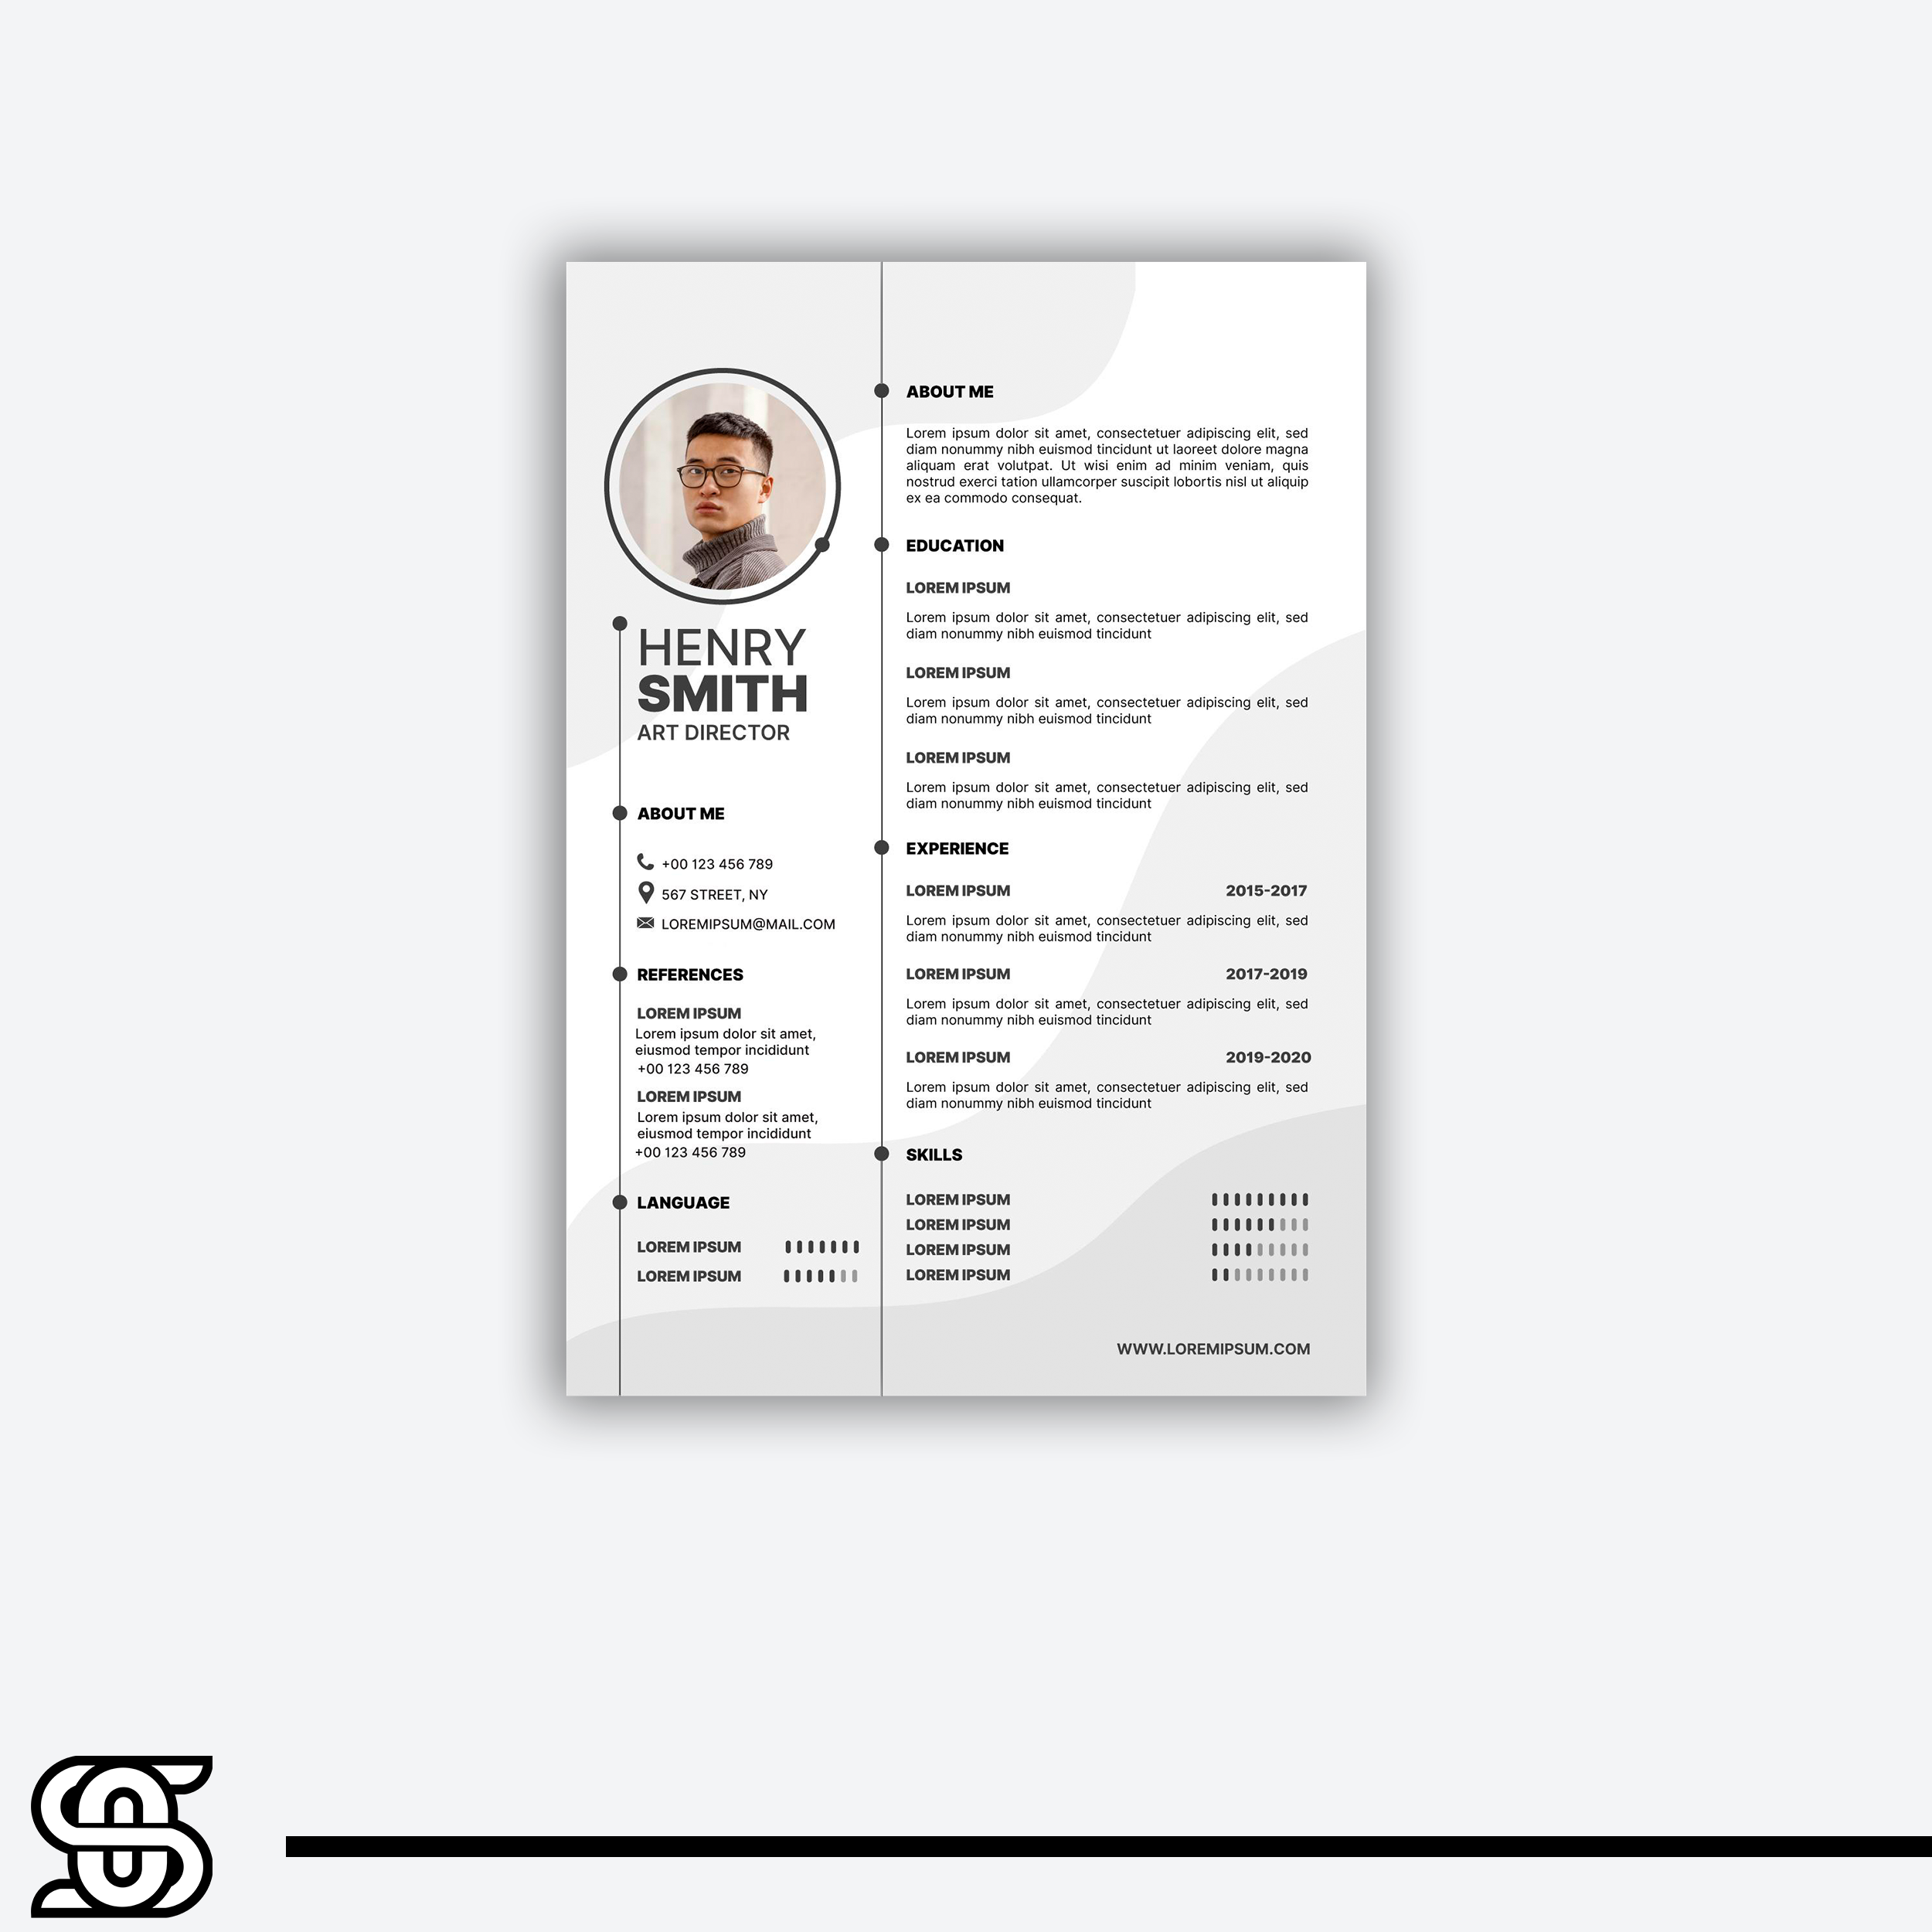 HENRY
SMITH
ART DIRECTOR
ABOUT ME
+00 123 456 789
567 STREET, NY
LOREMIPSUM@MAIL.COM
REFERENCES
LOREM IPSUM
Lorem ipsum dolor sit amet,
eiusmod tempor incididunt
+00 123 456 789
LOREM IPSUM
Lorem ipsum dolor sit amet,
eiusmod tempor incididunt
+00 123 456 789
LANGUAGE
LOREM IPSUM
LOREM IPSUM
ABOUT ME
Lorem ipsum dolor sit amet, consectetuer adipiscing elit, sed
diam nonummy nibh euismod tincidunt ut laoreet dolore magna
aliquam erat volutpat. Ut wisi enim ad minim veniam, quis
nostrud exerci tation ullamcorper suscipit lobortis nisl ut aliquip
ex ea commodo consequat.
EDUCATION
LOREM IPSUM
Lorem ipsum dolor sit amet, consectetuer adipiscing elit, sed
diam nonummy nibh euismod tincidunt
LOREM IPSUM
Lorem ipsum dolor sit amet, consectetuer adipiscing elit, sed
diam nonummy nibh euismod tincidunt
LOREM IPSUM
Lorem ipsum dolor sit amet, consectetuer adipiscing elit, sed
diam nonummy nibh euismod tincidunt
EXPERIENCE
LOREM IPSUM 2015-2017
Lorem ipsum dolor sit amet, consectetuer adipiscing elit, sed
diam nonummy nibh euismod tincidunt
LOREM IPSUM 2017-2019
Lorem ipsum dolor sit amet, consectetuer adipiscing elit, sed
diam nonummy nibh euismod tincidunt
LOREM IPSUM 2019-2020
Lorem ipsum dolor sit amet, consectetuer adipiscing elit, sed
diam nonummy nibh euismod tincidunt
SKILLS
LOREM IPSUM
LOREM IPSUM
LOREM IPSUM
LOREM IPSUM
WWW.LOREMIPSUM.COM